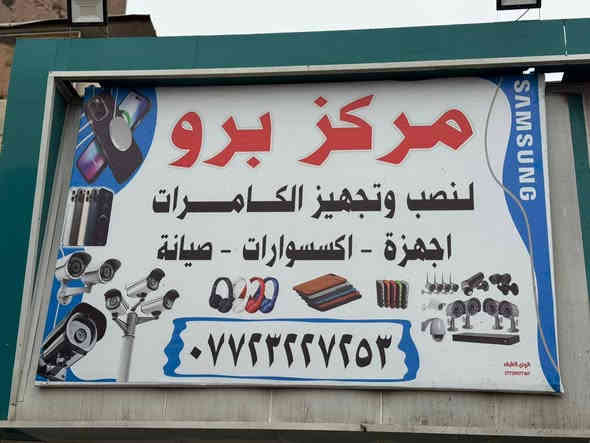 مركز برو
SAMSUNG
لنصب وتجهيز الكامرات
اجهزة - اكسسوارات - صيانة
٠٧٧٢٣٢٢٧٢٥٣